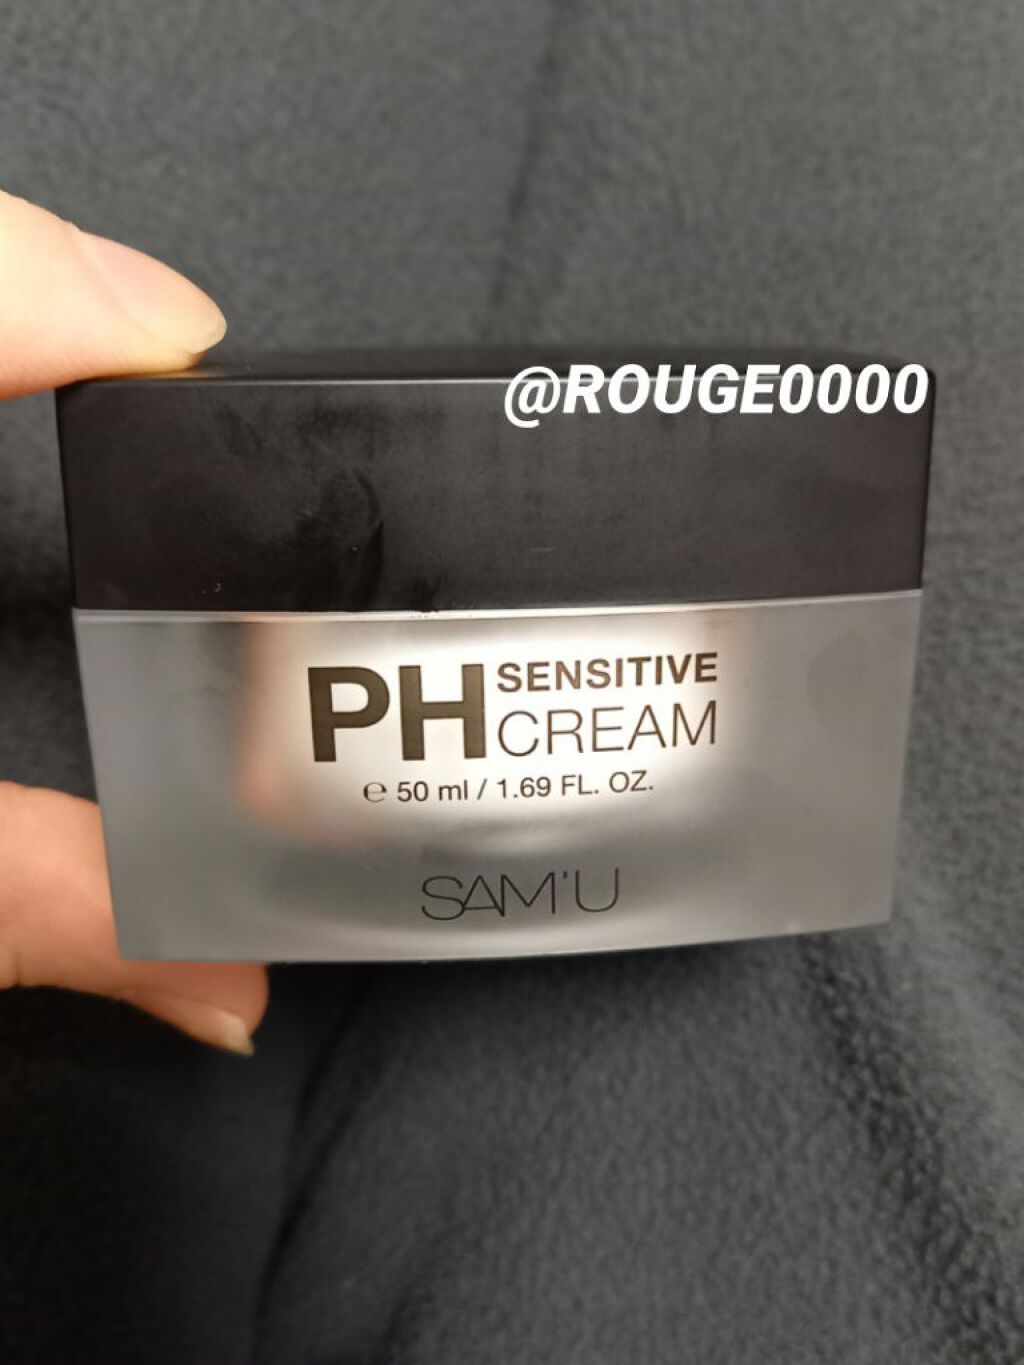 @ROUGE0000
PH SENSITIVE
CREAM
℮ 50 ml / 1.69 FL. OZ.
SAM'U